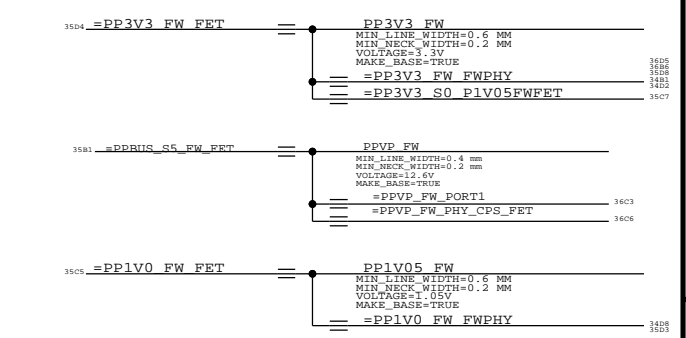 35D4 =PP3V3_FW_FET PP3V3_FW
MIN_LINE_WIDTH=0.6 MM
MIN_NECK_WIDTH=0.2 MM
VOLTAGE=3.3V
MAKE_BASE=TRUE
36D5
36B6
=PP3V3_FW_FWPHY 35D8
34B1
34D2
=PP3V3_S0_P1V05FWFET 35C7
35B1 =PPBUS_S5_FW_FET PPVP_FW
MIN_LINE_WIDTH=0.4 mm
MIN_NECK_WIDTH=0.2 mm
VOLTAGE=12.6V
MAKE_BASE=TRUE
=PPVP_FW_PORT1 36C3
=PPVP_FW_PHY_CPS_FET 36C6
35C5 =PP1V0_FW_FET PP1V05_FW
MIN_LINE_WIDTH=0.6 MM
MIN_NECK_WIDTH=0.2 MM
VOLTAGE=1.05V
MAKE_BASE=TRUE
=PP1V0_FW_FWPHY 34D8
35D3